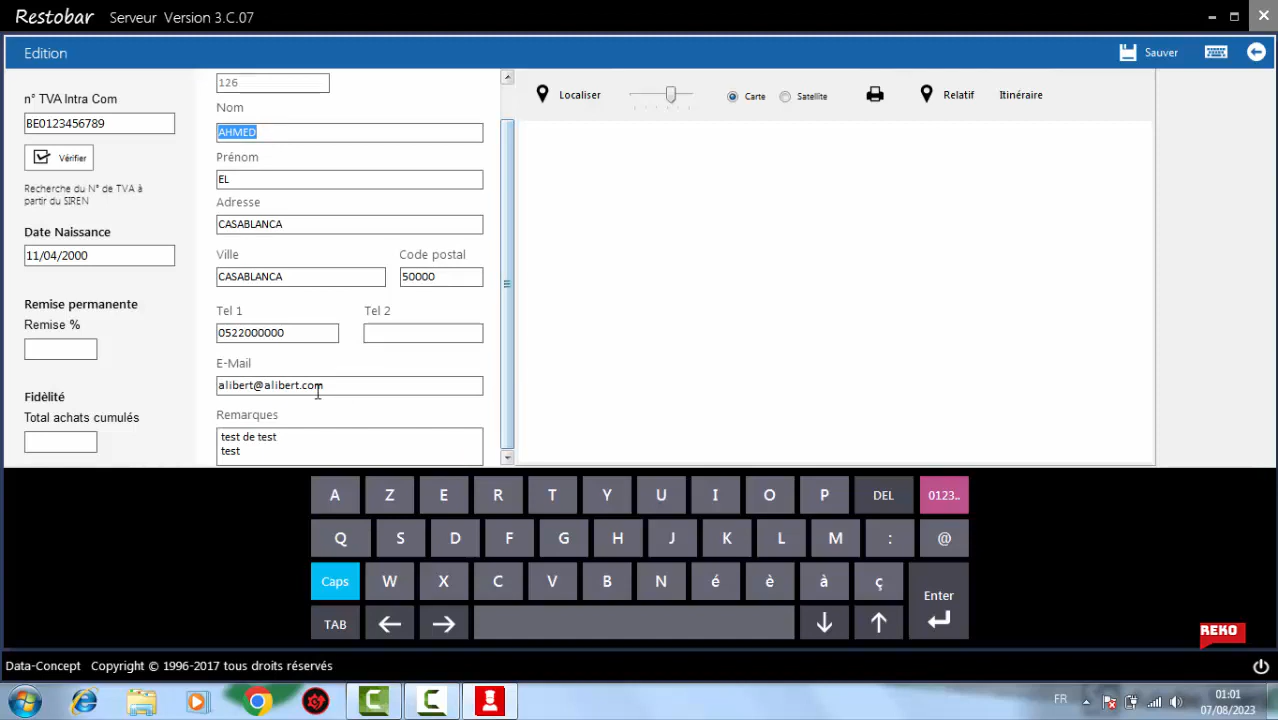 Restobar Serveur Version 3.C.07
Edition
Sauver
n° TVA Intra Com
BE0123456789
Vérifier
Recherche du N° de TVA à
partir du SIREN
Date Naissance
11/04/2000
Remise permanente
Remise %
Fidélité
Total achats cumulés
126
Nom
AHMED
Prénom
EL
Adresse
CASABLANCA
Ville Code postal
CASABLANCA 50000
Tel 1 Tel 2
0522000000
E-Mail
alibert@alibert.com
Remarques
test de test
test
Localiser Carte Satellite Relatif Itinéraire
A Z E R T Y U I O P DEL 0123..
Q S D F G H J K L M : @
Caps W X C V B N é è à ç Enter
TAB
REKO
Data-Concept Copyright © 1996-2017 tous droits réservés
FR 01:01
07/08/2023